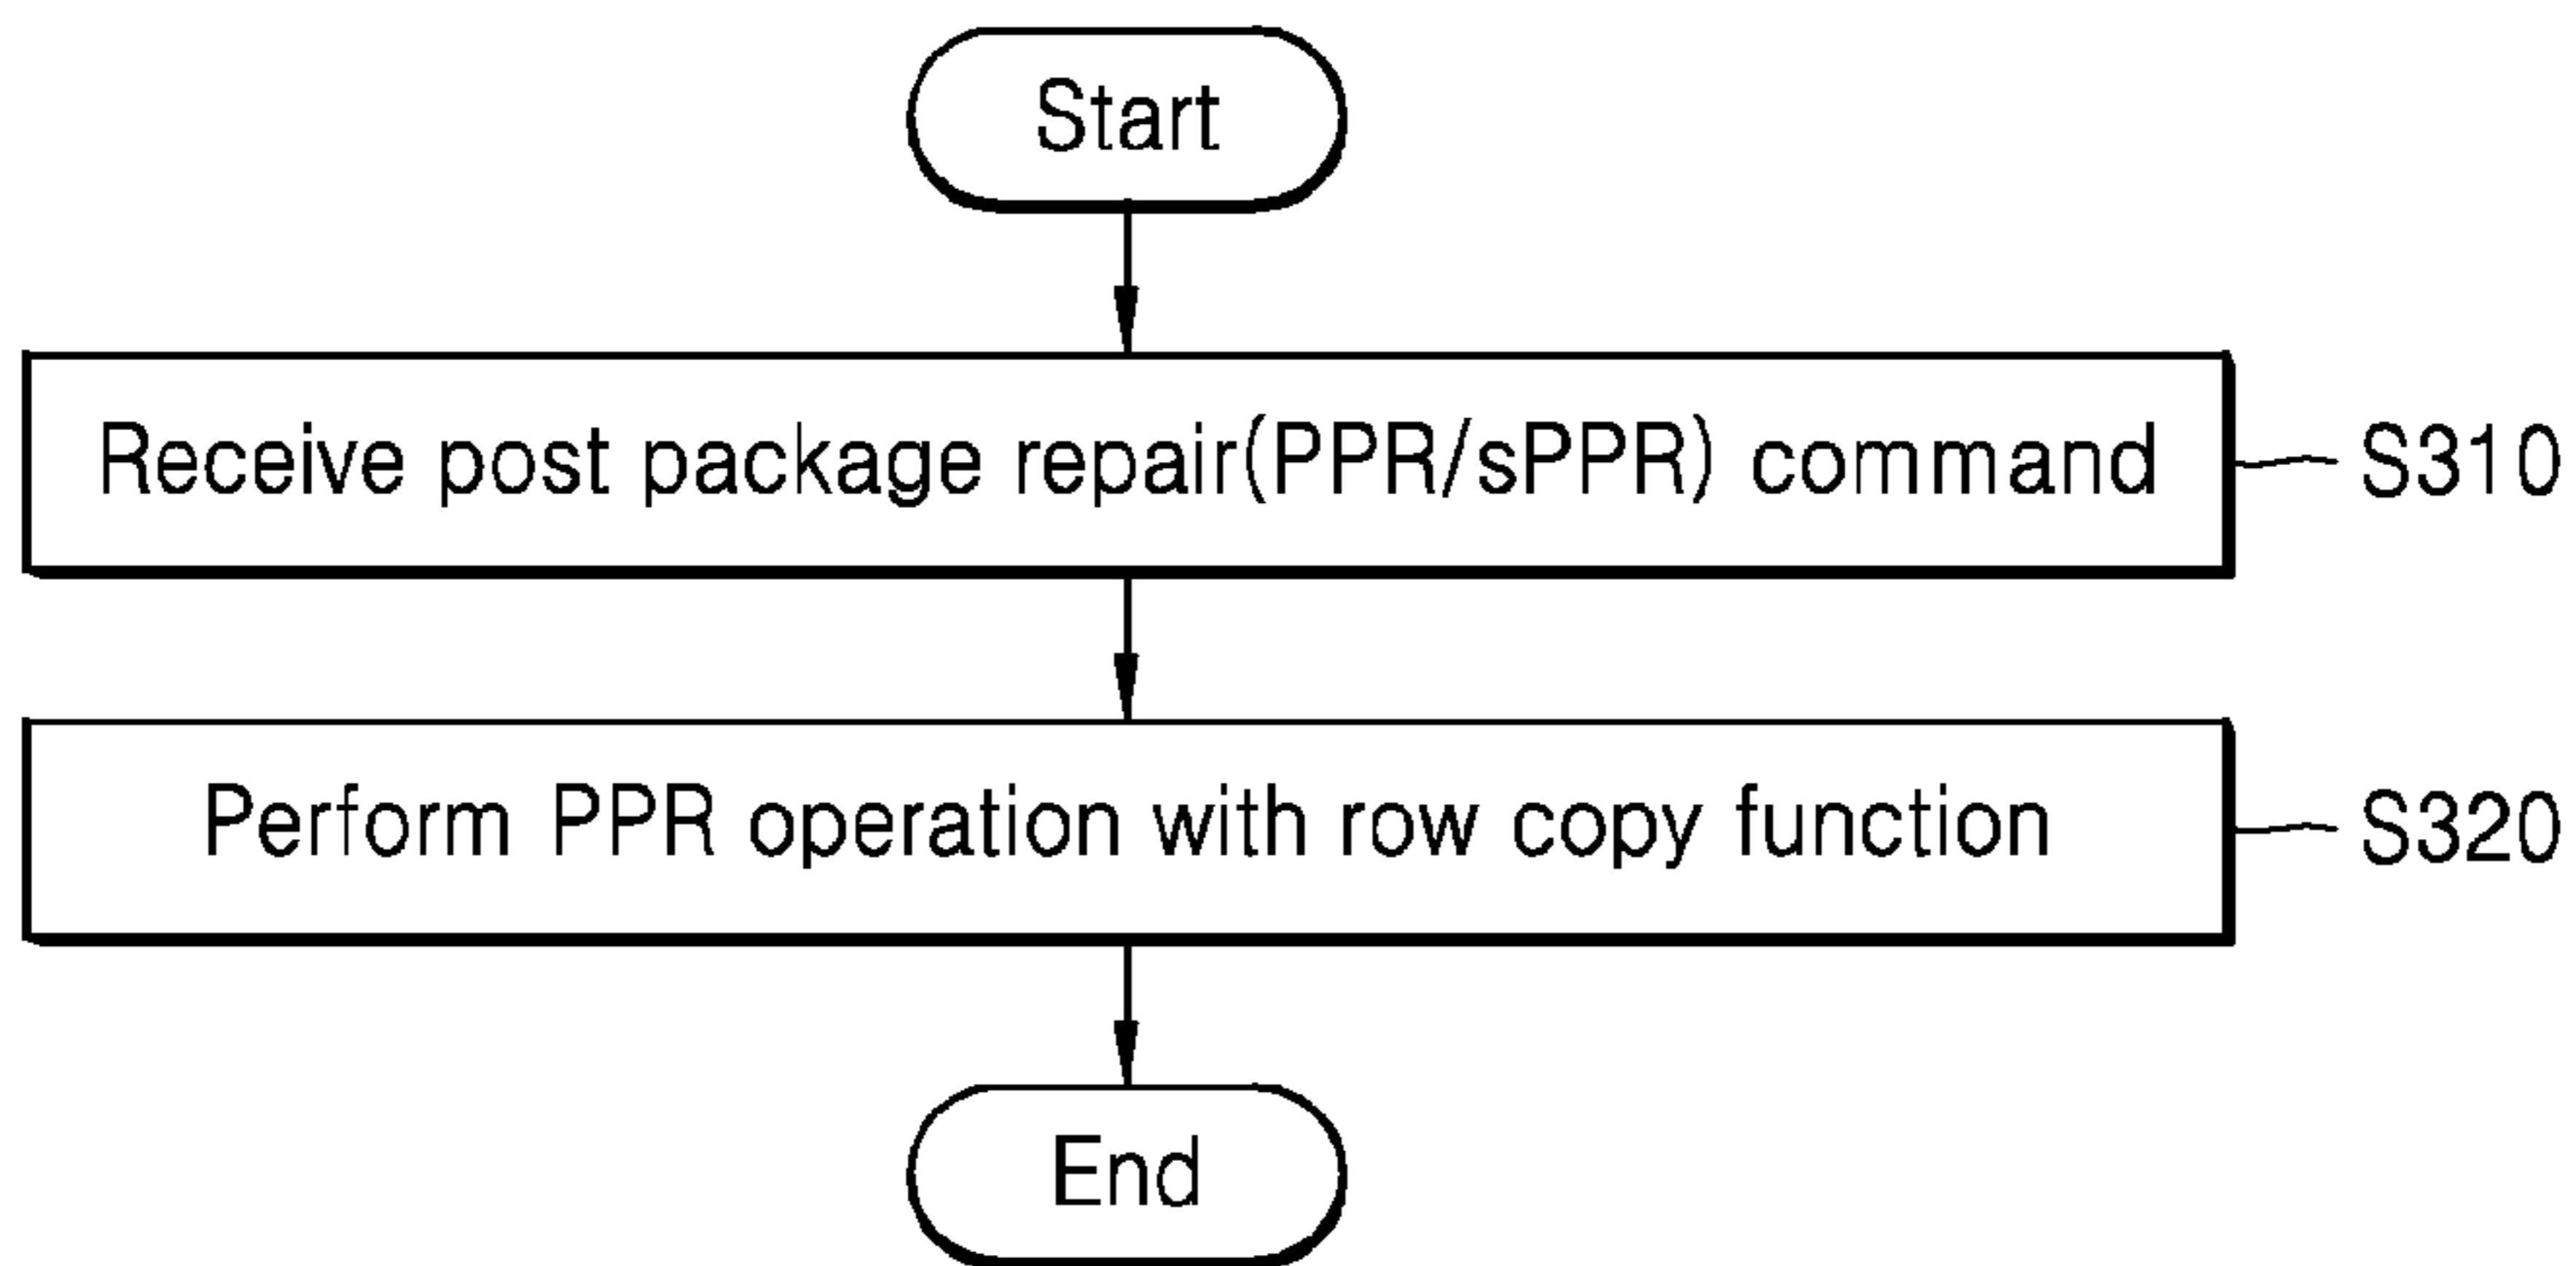 Start
Receive post package repair(PPR/sPPR) command
S310
Perform PPR operation with row copy function
S320
End